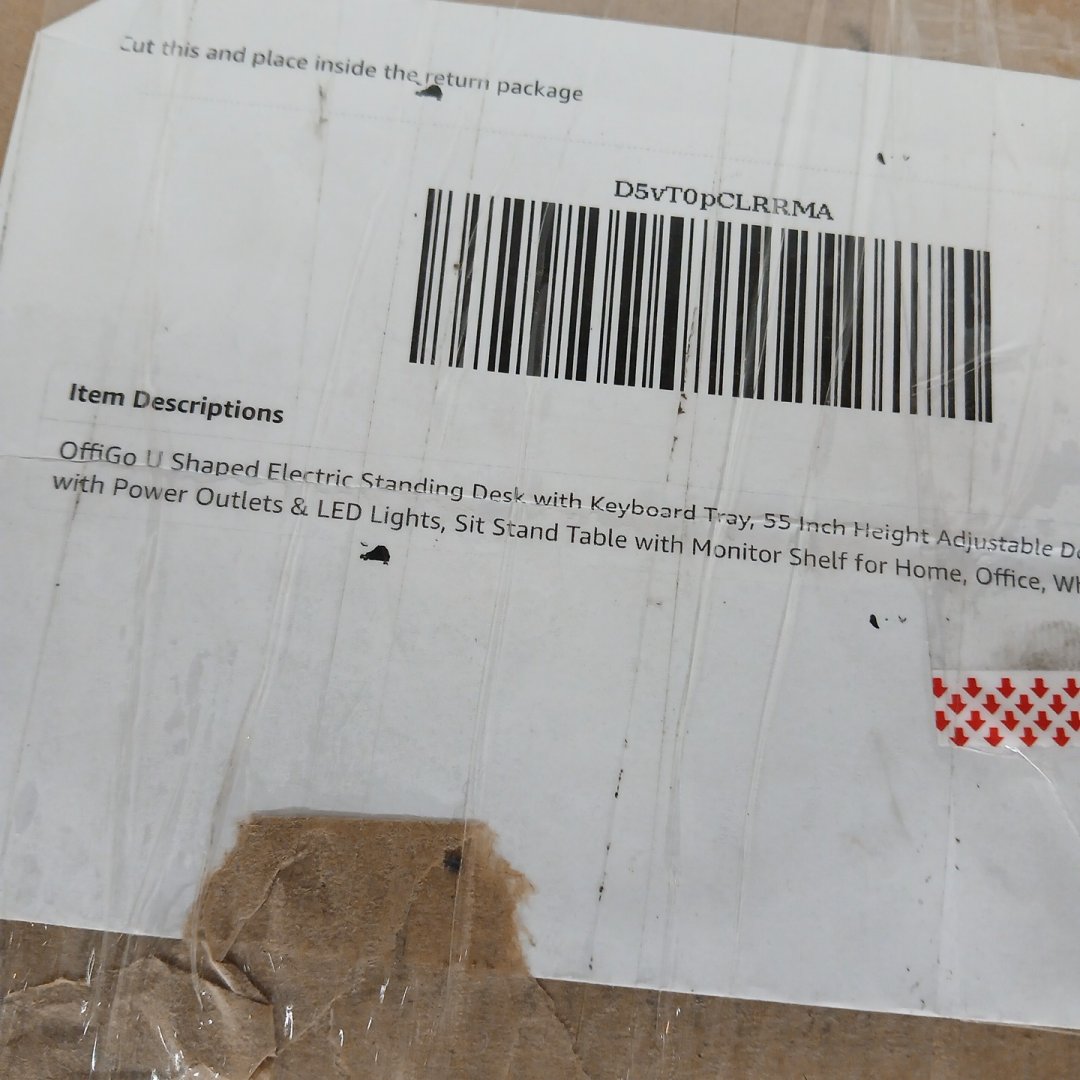 Cut this and place inside the return package
D5vT0pCLRRMA
Item Descriptions
OffiGo U Shaped Electric Standing Desk with Keyboard Tray, 55 Inch Height Adjustable
with Power Outlets & LED Lights, Sit Stand Table with Monitor Shelf for Home, Office,